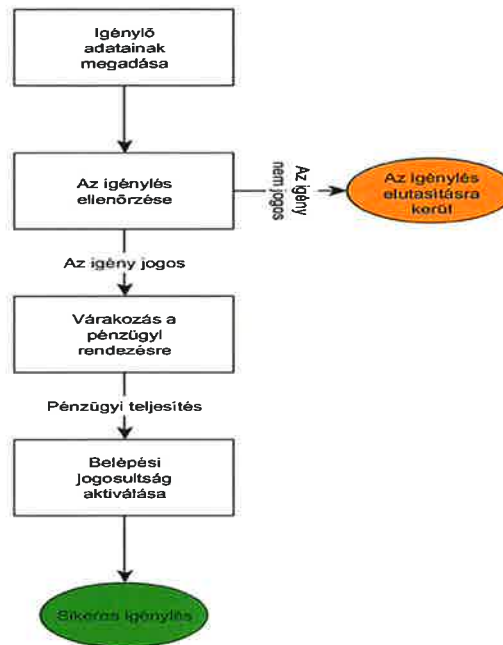 Igénylő
adatainak
megadása
Az igénylés
ellenőrzése
Az igény
nem jogos
Az igénylés
elutasításra
kerül
Az igény jogos
Várakozás a
pénzügyi
rendezésre
Pénzügyi teljesítés
Belépési
jogosultság
aktiválása
Sikeres igénylés